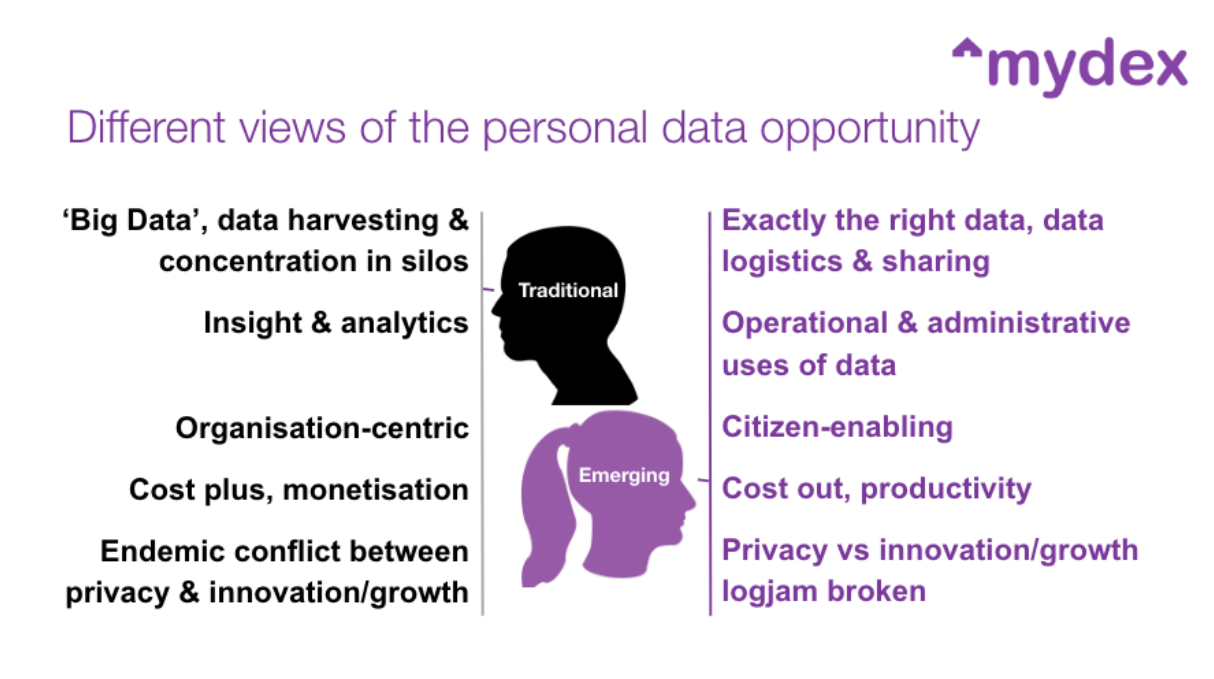 mydex
Different views of the personal data opportunity
‘Big Data’, data harvesting &
concentration in silos
Insight & analytics
Organisation-centric
Cost plus, monetisation
Endemic conflict between
privacy & innovation/growth
Traditional
Emerging
Exactly the right data, data
logistics & sharing
Operational & administrative
uses of data
Citizen-enabling
Cost out, productivity
Privacy vs innovation/growth
logjam broken